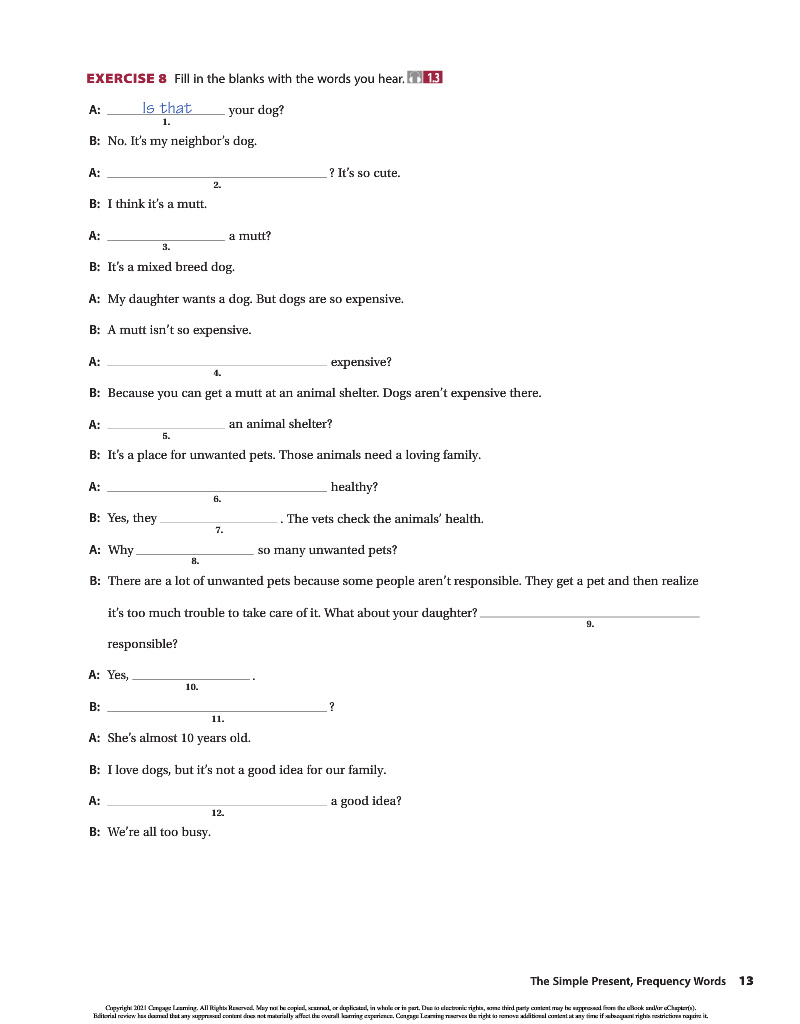 EXERCISE 8 Fill in the blanks with the words you hear. 13
A: Is that your dog?
1.
B: No. It's my neighbor's dog.
A: ? It's so cute.
2.
B: I think it's a mutt.
A: a mutt?
3.
B: It's a mixed breed dog.
A: My daughter wants a dog. But dogs are so expensive.
B: A mutt isn't so expensive.
A: expensive?
4.
B: Because you can get a mutt at an animal shelter. Dogs aren't expensive there.
A: an animal shelter?
5.
B: It's a place for unwanted pets. Those animals need a loving family.
A: healthy?
6.
B: Yes, they . The vets check the animals' health.
7.
A: Why so many unwanted pets?
8.
B: There are a lot of unwanted pets because some people aren't responsible. They get a pet and then realize
it's too much trouble to take care of it. What about your daughter?
9.
responsible?
A: Yes, .
10.
B: ?
11.
A: She's almost 10 years old.
B: I love dogs, but it's not a good idea for our family.
A: a good idea?
12.
B: We're all too busy.
The Simple Present, Frequency Words 13
Copyright 2021 Cengage Learning. All Rights Reserved. May not be copied, scanned, or duplicated, in whole or in part. Due to electronic rights, some third party content may be suppressed from the eBook and/or eChapter(s).
Editorial review has deemed that any suppressed content does not materially affect the overall learning experience. Cengage Learning reserves the right to remove additional content at any time if subsequent rights restrictions require it.